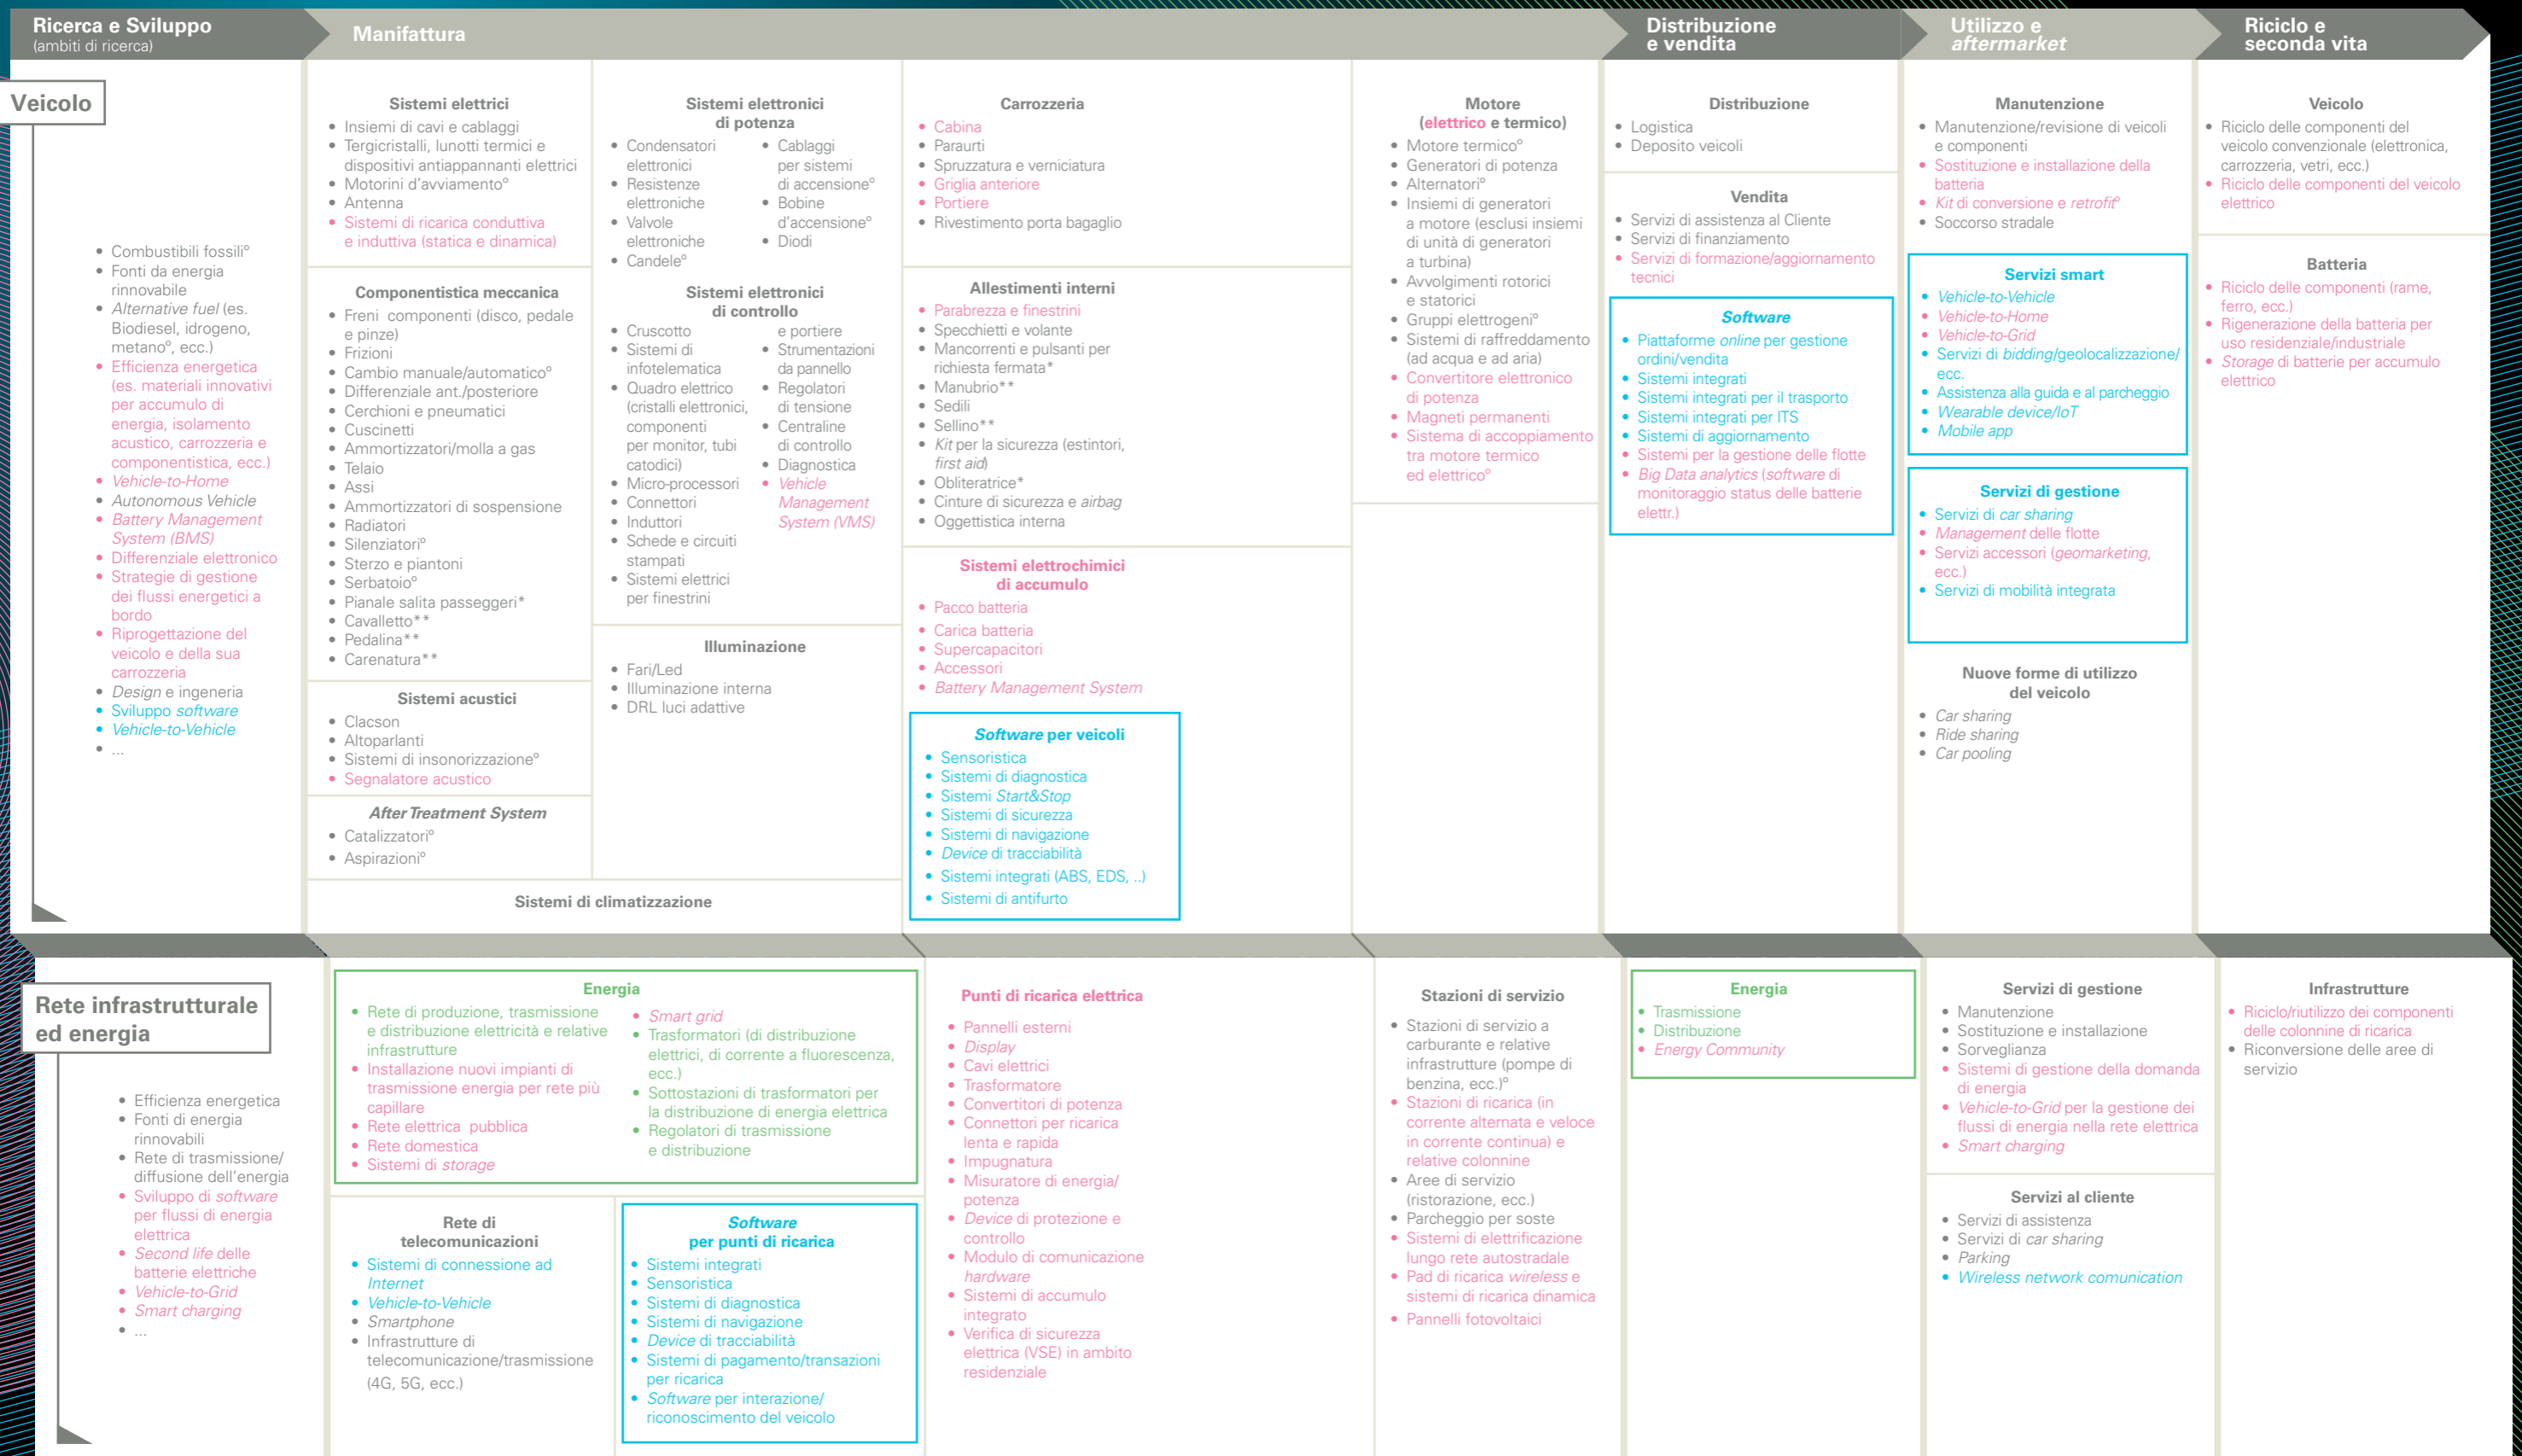 Ricerca e Sviluppo
(ambiti di ricerca)
Manifattura
Distribuzione
e vendita
Utilizzo e
aftermarket
Riciclo e
seconda vita
Veicolo
• Combustibili fossili°
• Fonti da energia
rinnovabile
• Alternative fuel (es.
Biodiesel, idrogeno,
metano°, ecc.)
• Efficienza energetica
(es. materiali innovativi
per accumulo di
energia, isolamento
acustico, carrozzeria e
componentistica, ecc.)
• Vehicle-to-Home
• Autonomous Vehicle
• Battery Management
System (BMS)
• Differenziale elettronico
• Strategie di gestione
dei flussi energetici a
bordo
• Riprogettazione del
veicolo e della sua
carrozzeria
• Design e ingeneria
• Sviluppo software
• Vehicle-to-Vehicle
• ...
Sistemi elettrici
• Insiemi di cavi e cablaggi
• Tergicristalli, lunotti termici e
dispositivi antiappannanti elettrici
• Motorini d'avviamento°
• Antenna
• Sistemi di ricarica conduttiva
e induttiva (statica e dinamica)
Componentistica meccanica
• Freni componenti (disco, pedale
e pinze)
• Frizioni
• Cambio manuale/automatico°
• Differenziale ant./posteriore
• Cerchioni e pneumatici
• Cuscinetti
• Ammortizzatori/molla a gas
• Telaio
• Assi
• Ammortizzatori di sospensione
• Radiatori
• Silenziatori°
• Sterzo e piantoni
• Serbatoio°
• Pianale salita passeggeri*
• Cavalletto**
• Pedalina**
• Carenatura**
Sistemi acustici
• Clacson
• Altoparlanti
• Sistemi di insonorizzazione°
• Segnalatore acustico
After Treatment System
• Catalizzatori°
• Aspirazioni°
Sistemi di climatizzazione
Sistemi elettronici
di potenza
• Condensatori
elettronici
• Resistenze
elettroniche
• Valvole
elettroniche
• Candele°
• Cablaggi
per sistemi
di accensione°
• Bobine
d'accensione°
• Diodi
Sistemi elettronici
di controllo
• Cruscotto
• Sistemi di
infotelematica
• Quadro elettrico
(cristalli elettronici,
componenti
per monitor, tubi
catodici)
• Micro-processori
• Connettori
• Induttori
• Schede e circuiti
stampati
• Sistemi elettrici
per finestrini
e portiere
• Strumentazioni
da pannello
• Regolatori
di tensione
• Centraline
di controllo
• Diagnostica
• Vehicle
Management
System (VMS)
Illuminazione
• Fari/Led
• Illuminazione interna
• DRL luci adattive
Carrozzeria
• Cabina
• Paraurti
• Spruzzatura e verniciatura
• Griglia anteriore
• Portiere
• Rivestimento porta bagaglio
Allestimenti interni
• Parabrezza e finestrini
• Specchietti e volante
• Mancorrenti e pulsanti per
richiesta fermata*
• Manubrio**
• Sedili
• Sellino**
• Kit per la sicurezza (estintori,
first aid)
• Obliteratrice*
• Cinture di sicurezza e airbag
• Oggettistica interna
Sistemi elettrochimici
di accumulo
• Pacco batteria
• Carica batteria
• Supercapacitori
• Accessori
• Battery Management System
Software per veicoli
• Sensoristica
• Sistemi di diagnostica
• Sistemi Start&Stop
• Sistemi di sicurezza
• Sistemi di navigazione
• Device di tracciabilità
• Sistemi integrati (ABS, EDS, ..)
• Sistemi di antifurto
Motore
(elettrico e termico)
• Motore termico°
• Generatori di potenza
• Alternatori°
• Insiemi di generatori
a motore (esclusi insiemi
di unità di generatori
a turbina)
• Avvolgimenti rotorici
e statorici
• Gruppi elettrogeni°
• Sistemi di raffreddamento
(ad acqua e ad aria)
• Convertitore elettronico
di potenza
• Magneti permanenti
• Sistema di accoppiamento
tra motore termico
ed elettrico°
Distribuzione
• Logistica
• Deposito veicoli
Vendita
• Servizi di assistenza al Cliente
• Servizi di finanziamento
• Servizi di formazione/aggiornamento
tecnici
Software
• Piattaforme online per gestione
ordini/vendita
• Sistemi integrati
• Sistemi integrati per il trasporto
• Sistemi integrati per ITS
• Sistemi di aggiornamento
• Sistemi per la gestione delle flotte
• Big Data analytics (software di
monitoraggio status delle batterie
elettr.)
Manutenzione
• Manutenzione/revisione di veicoli
e componenti
• Sostituzione e installazione della
batteria
• Kit di conversione e retrofit°
• Soccorso stradale
Servizi smart
• Vehicle-to-Vehicle
• Vehicle-to-Home
• Vehicle-to-Grid
• Servizi di bidding/geolocalizzazione/
ecc.
• Assistenza alla guida e al parcheggio
• Wearable device/IoT
• Mobile app
Servizi di gestione
• Servizi di car sharing
• Management delle flotte
• Servizi accessori (geomarketing,
ecc.)
• Servizi di mobilità integrata
Nuove forme di utilizzo
del veicolo
• Car sharing
• Ride sharing
• Car pooling
Veicolo
• Riciclo delle componenti del
veicolo convenzionale (elettronica,
carrozzeria, vetri, ecc.)
• Riciclo delle componenti del veicolo
elettrico
Batteria
• Riciclo delle componenti (rame,
ferro, ecc.)
• Rigenerazione della batteria per
uso residenziale/industriale
• Storage di batterie per accumulo
elettrico
Rete infrastrutturale
ed energia
• Efficienza energetica
• Fonti di energia
rinnovabili
• Rete di trasmissione/
diffusione dell'energia
• Sviluppo di software
per flussi di energia
elettrica
• Second life delle
batterie elettriche
• Vehicle-to-Grid
• Smart charging
• ...
Energia
• Rete di produzione, trasmissione
e distribuzione elettricità e relative
infrastrutture
• Installazione nuovi impianti di
trasmissione energia per rete più
capillare
• Rete elettrica pubblica
• Rete domestica
• Sistemi di storage
• Smart grid
• Trasformatori (di distribuzione
elettrici, di corrente a fluorescenza,
ecc.)
• Sottostazioni di trasformatori per
la distribuzione di energia elettrica
• Regolatori di trasmissione
e distribuzione
Rete di
telecomunicazioni
• Sistemi di connessione ad
Internet
• Vehicle-to-Vehicle
• Smartphone
• Infrastrutture di
telecomunicazione/trasmissione
(4G, 5G, ecc.)
Software
per punti di ricarica
• Sistemi integrati
• Sensoristica
• Sistemi di diagnostica
• Sistemi di navigazione
• Device di tracciabilità
• Sistemi di pagamento/transazioni
per ricarica
• Software per interazione/
riconoscimento del veicolo
Punti di ricarica elettrica
• Pannelli esterni
• Display
• Cavi elettrici
• Trasformatore
• Convertitori di potenza
• Connettori per ricarica
lenta e rapida
• Impugnatura
• Misuratore di energia/
potenza
• Device di protezione e
controllo
• Modulo di comunicazione
hardware
• Sistemi di accumulo
integrato
• Verifica di sicurezza
elettrica (VSE) in ambito
residenziale
Stazioni di servizio
• Stazioni di servizio a
carburante e relative
infrastrutture (pompe di
benzina, ecc.)°
• Stazioni di ricarica (in
corrente alternata e veloce
in corrente continua) e
relative colonnine
• Aree di servizio
(ristorazione, ecc.)
• Parcheggio per soste
• Sistemi di elettrificazione
lungo rete autostradale
• Pad di ricarica wireless e
sistemi di ricarica dinamica
• Pannelli fotovoltaici
Energia
• Trasmissione
• Distribuzione
• Energy Community
Servizi di gestione
• Manutenzione
• Sostituzione e installazione
• Sorveglianza
• Sistemi di gestione della domanda
di energia
• Vehicle-to-Grid per la gestione dei
flussi di energia nella rete elettrica
• Smart charging
Servizi al cliente
• Servizi di assistenza
• Servizi di car sharing
• Parking
• Wireless network comunication
Infrastrutture
• Riciclo/riutilizzo dei componenti
delle colonnine di ricarica
• Riconversione delle aree di
servizio